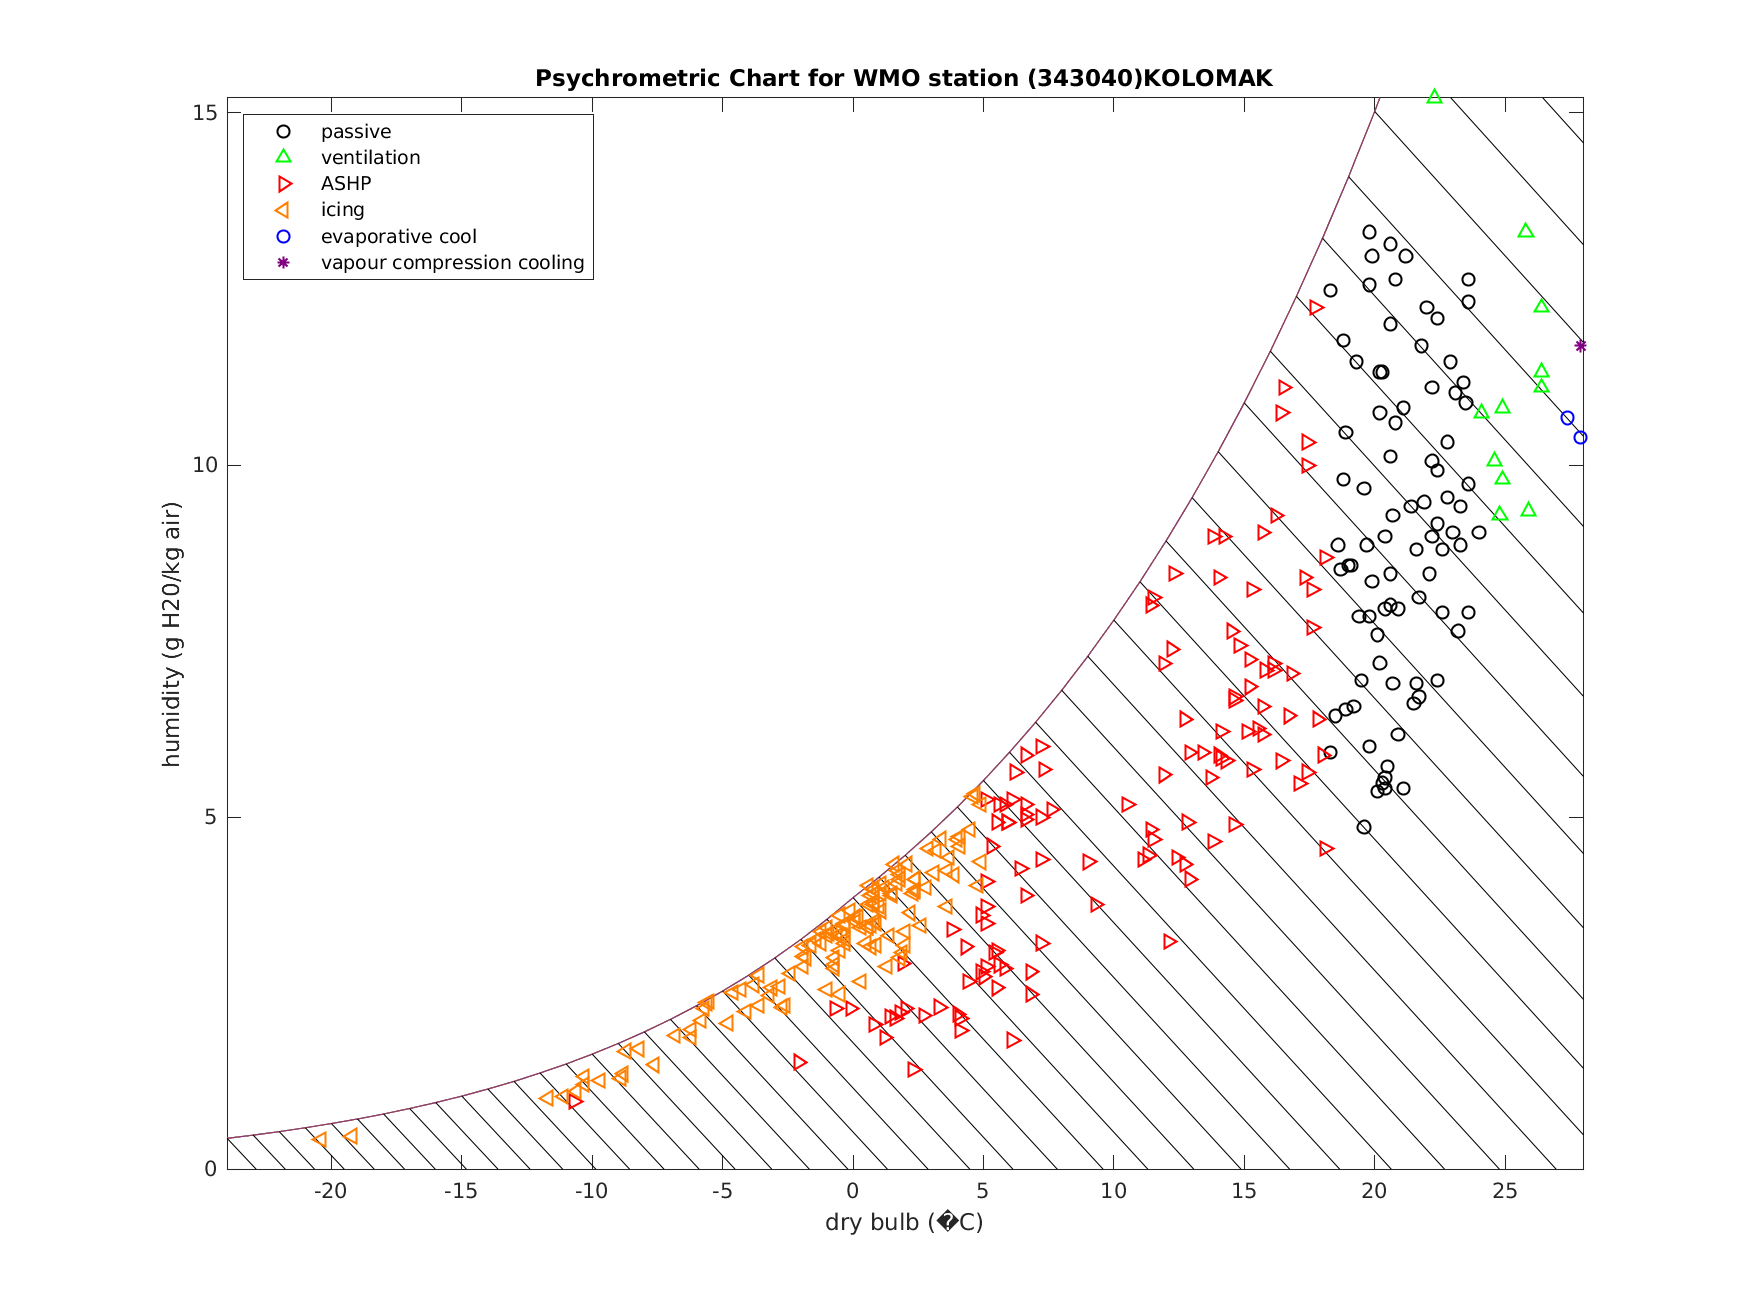 Psychrometric Chart for WMO station (343040)KOLOMAK
passive
ventilation
ASHP
icing
evaporative cool
vapour compression cooling
15
10
5
0
humidity (g H20/kg air)
-20 -15 -10 -5 0 5 10 15 20 25
dry bulb (�C)